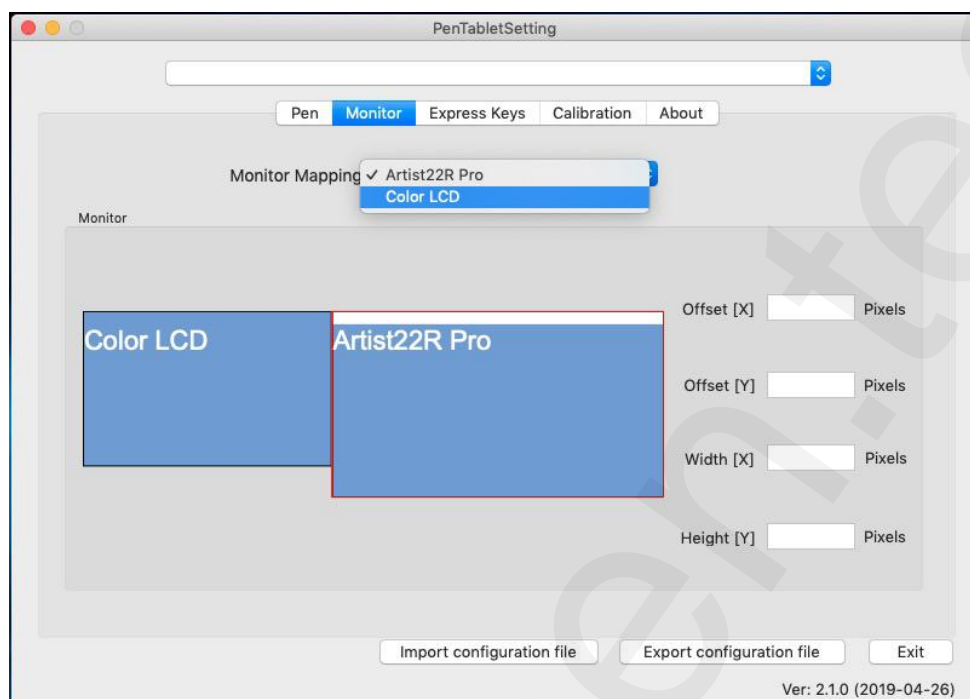 PenTabletSetting
Pen Monitor Express Keys Calibration About
Monitor Mapping ✓ Artist22R Pro
Color LCD
Monitor
Offset [X] Pixels
Color LCD Artist22R Pro
Offset [Y] Pixels
Width [X] Pixels
Height [Y] Pixels
Import configuration file Export configuration file Exit
Ver: 2.1.0 (2019-04-26)
en.te